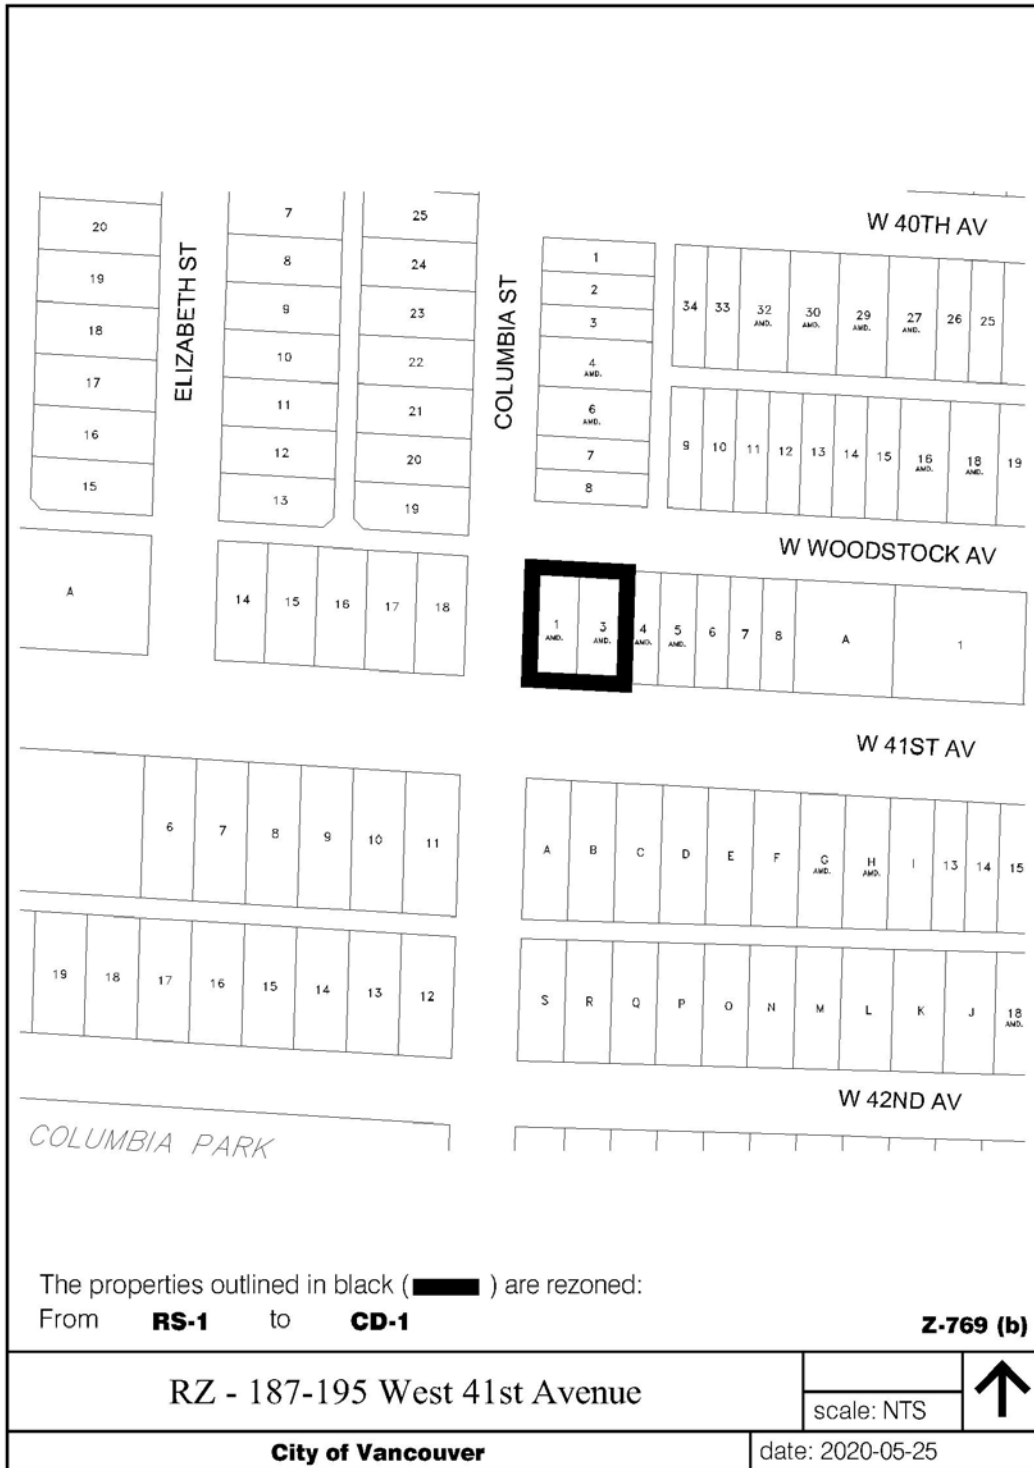 W 40TH AV
20
19
18
17
16
15
ELIZABETH ST
7
8
9
10
11
12
13
25
24
23
22
21
20
19
COLUMBIA ST
1
2
3
4
AMD.
6
AMD.
7
8
34 33 32 30 29 27 26 25
AMD. AMD. AMD. AMD.
9 10 11 12 13 14 15 16 18 19
AMD. AMD.
W WOODSTOCK AV
A
14 15 16 17 18
1 3 4 5 6 7 8 A 1
AMD. AMD. AMD. AMD.
W 41ST AV
6 7 8 9 10 11
A B C D E F G H I 13 14 15
AMD. AMD.
19 18 17 16 15 14 13 12
S R Q P O N M L K J 18
AMD.
W 42ND AV
COLUMBIA PARK
The properties outlined in black ( ) are rezoned:
From RS-1 to CD-1
Z-769 (b)
RZ - 187-195 West 41st Avenue
scale: NTS
City of Vancouver
date: 2020-05-25